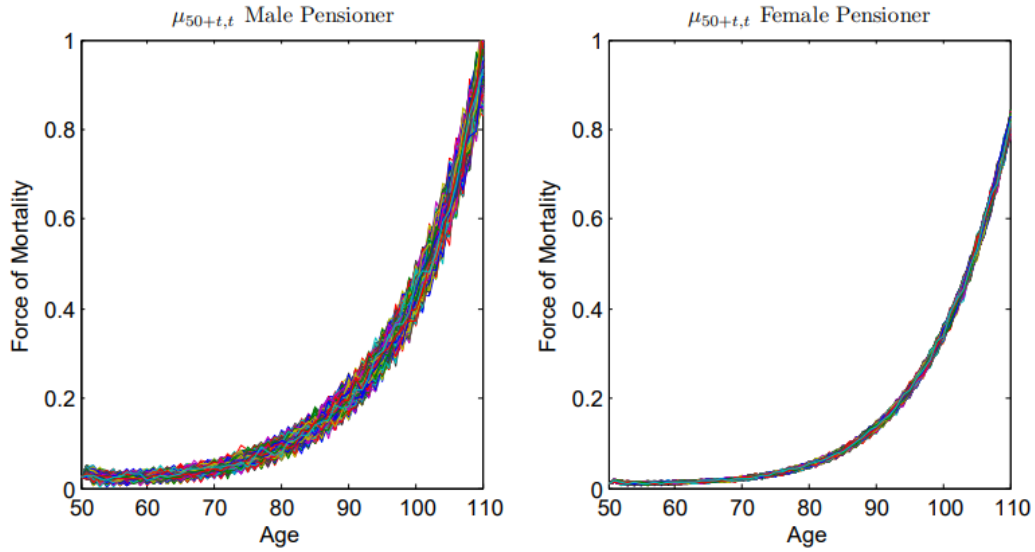 μ₅₀₊ₜ,ₜ Male Pensioner
1
0.8
0.6
0.4
0.2
0
50 60 70 80 90 100 110
Age
Force of Mortality
μ₅₀₊ₜ,ₜ Female Pensioner
1
0.8
0.6
0.4
0.2
0
50 60 70 80 90 100 110
Age
Force of Mortality